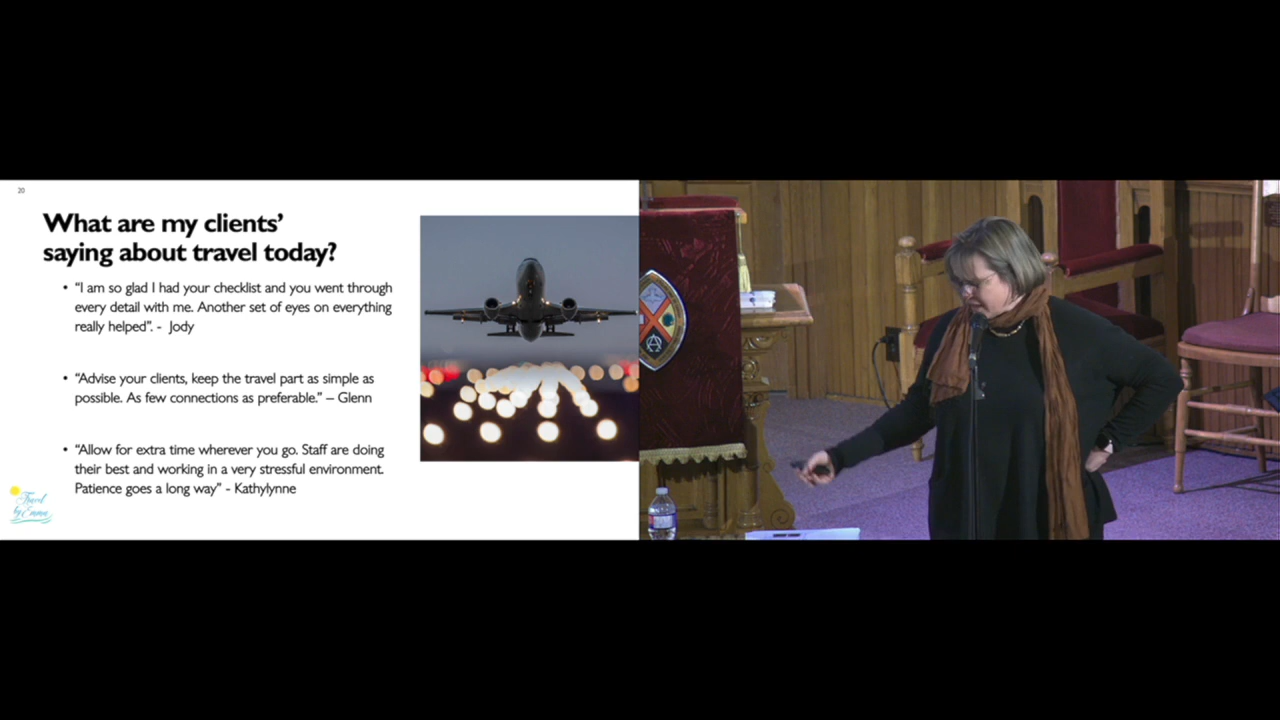 20
What are my clients’
saying about travel today?
• “I am so glad I had your checklist and you went through
every detail with me. Another set of eyes on everything
really helped”. - Jody
• “Advise your clients, keep the travel part as simple as
possible. As few connections as preferable.” – Glenn
• “Allow for extra time wherever you go. Staff are doing
their best and working in a very stressful environment.
Patience goes a long way” - Kathylynne
Travel
by Emma